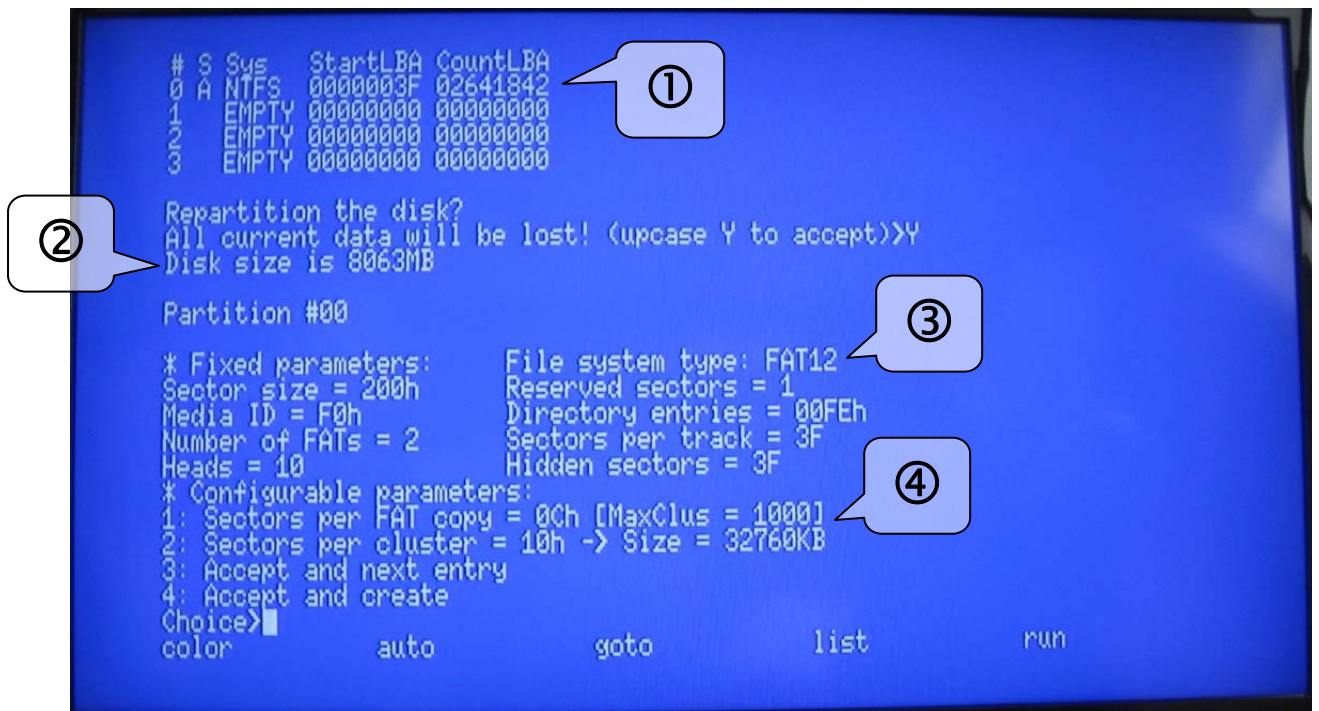 # S Sys StartLBA CountLBA
0 A NTFS 0000003F 02641842
1 EMPTY 00000000 00000000
2 EMPTY 00000000 00000000
3 EMPTY 00000000 00000000
①
Repartition the disk?
All current data will be lost! (upcase Y to accept)>Y
Disk size is 8063MB
②
Partition #00
③
* Fixed parameters: File system type: FAT12
Sector size = 200h Reserved sectors = 1
Media ID = F0h Directory entries = 00FEh
Number of FATs = 2 Sectors per track = 3F
Heads = 10 Hidden sectors = 3F
④
* Configurable parameters:
1: Sectors per FAT copy = 0Ch [MaxClus = 1000]
2: Sectors per cluster = 10h -> Size = 32760KB
3: Accept and next entry
4: Accept and create
Choice>
color auto goto list run